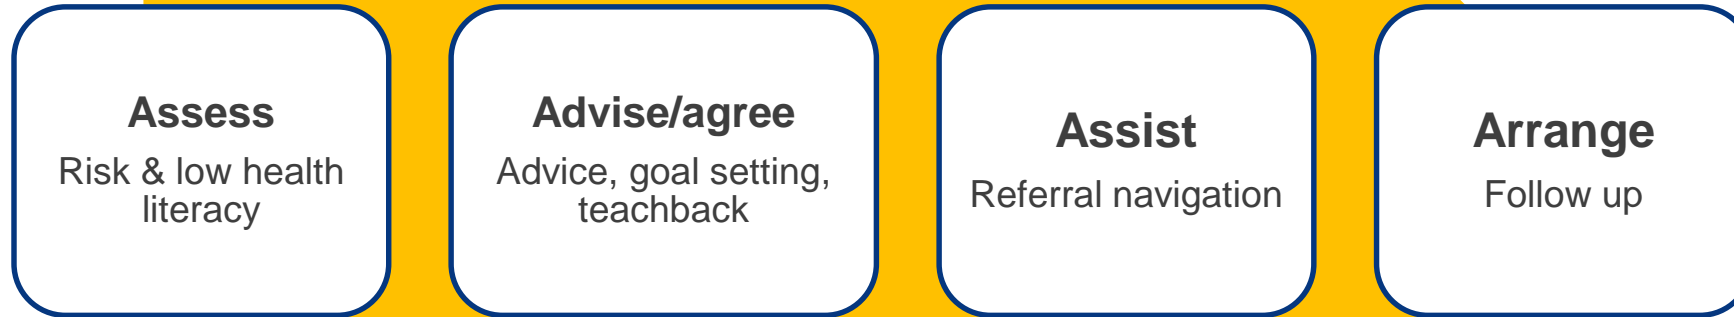 Assess
Risk & low health
literacy
Advise/agree
Advice, goal setting,
teachback
Assist
Referral navigation
Arrange
Follow up